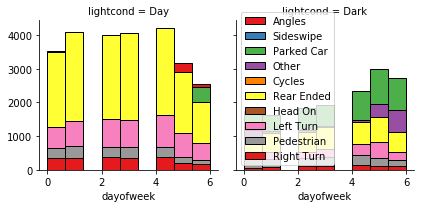 lightcond = Day
lightcond = Dark
4000
3000
2000
1000
0
0 2 4 6
dayofweek
0 2 4 6
dayofweek
Angles
Sideswipe
Parked Car
Other
Cycles
Rear Ended
Head On
Left Turn
Pedestrian
Right Turn